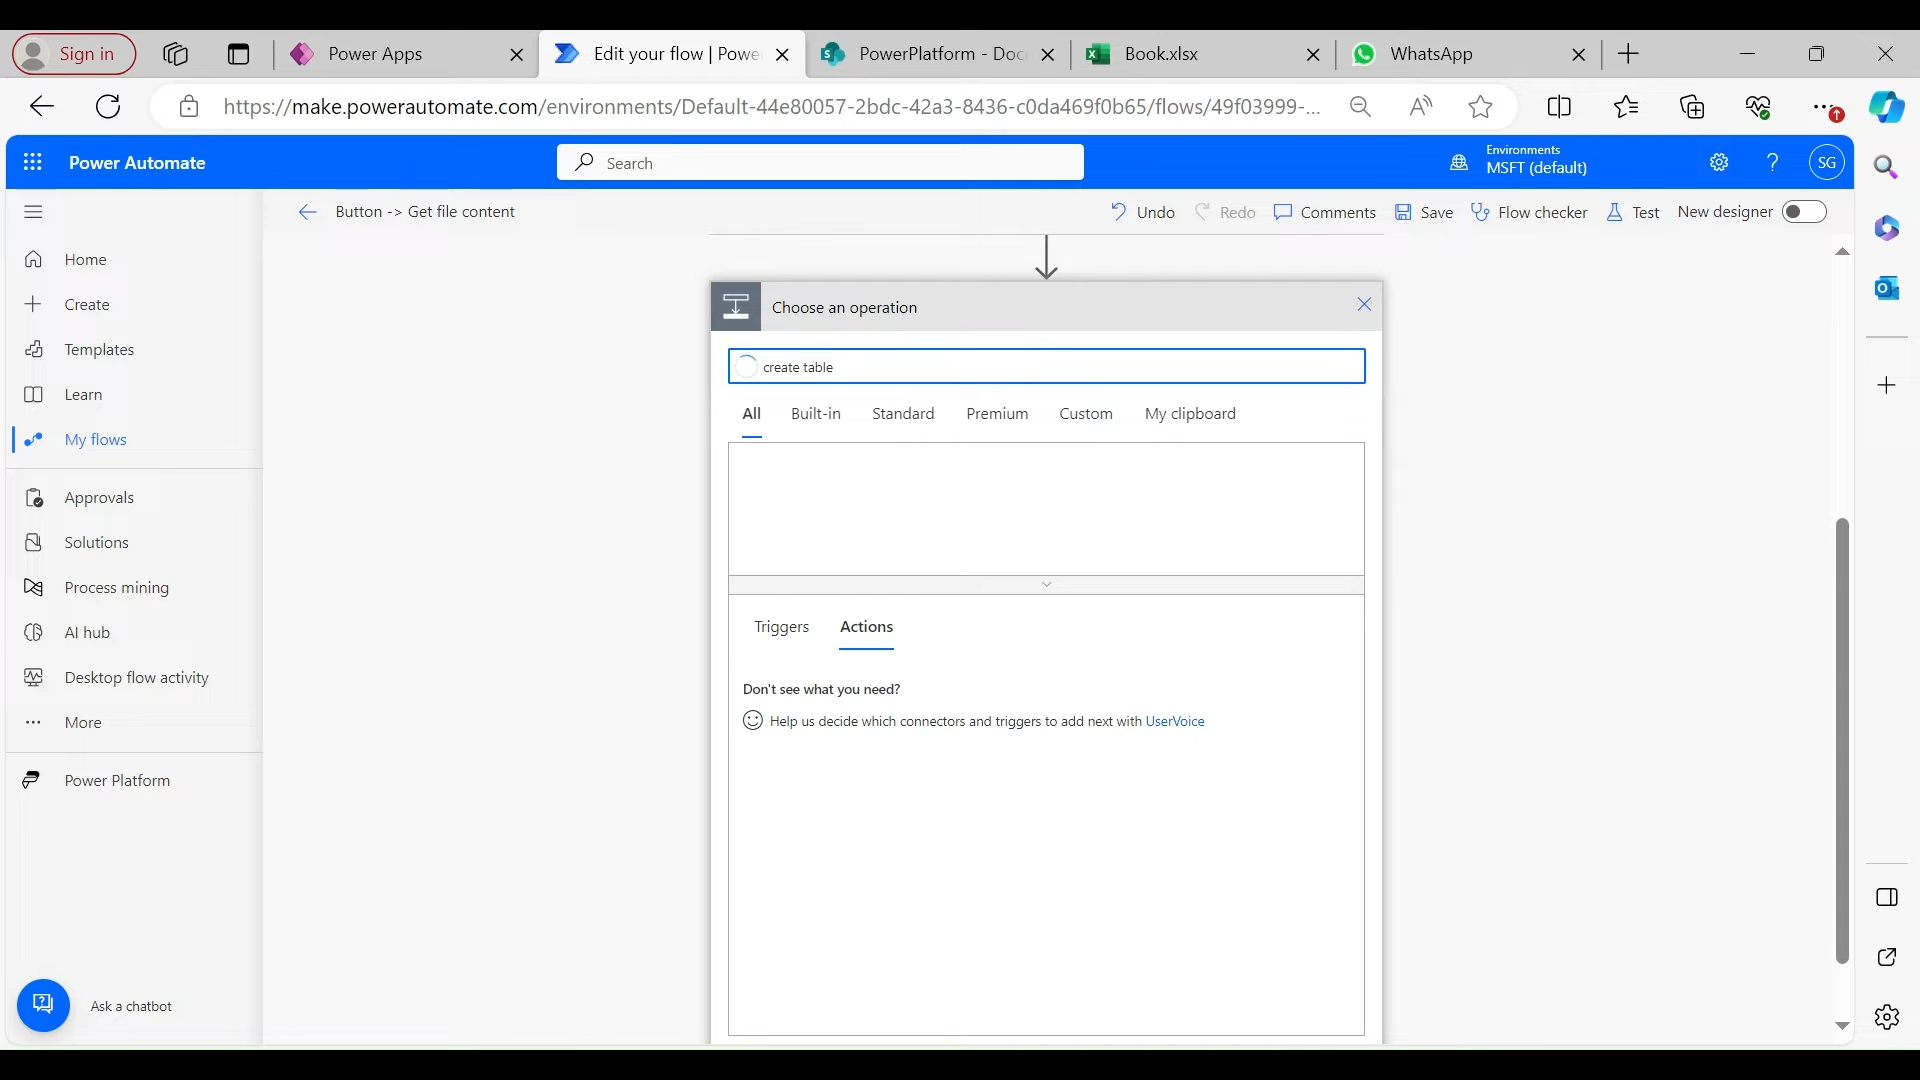 Sign in
Power Apps
Edit your flow | Powe
PowerPlatform - Doc
Book.xlsx
WhatsApp
https://make.powerautomate.com/environments/Default-44e80057-2bdc-42a3-8436-c0da469f0b65/flows/49f03999-...
Power Automate
Search
Environments
MSFT (default)
SG
Button -> Get file content
Undo
Redo
Comments
Save
Flow checker
Test
New designer
Home
Create
Templates
Learn
My flows
Approvals
Solutions
Process mining
AI hub
Desktop flow activity
More
Power Platform
Ask a chatbot
Choose an operation
create table
All
Built-in
Standard
Premium
Custom
My clipboard
Triggers
Actions
Don't see what you need?
Help us decide which connectors and triggers to add next with UserVoice